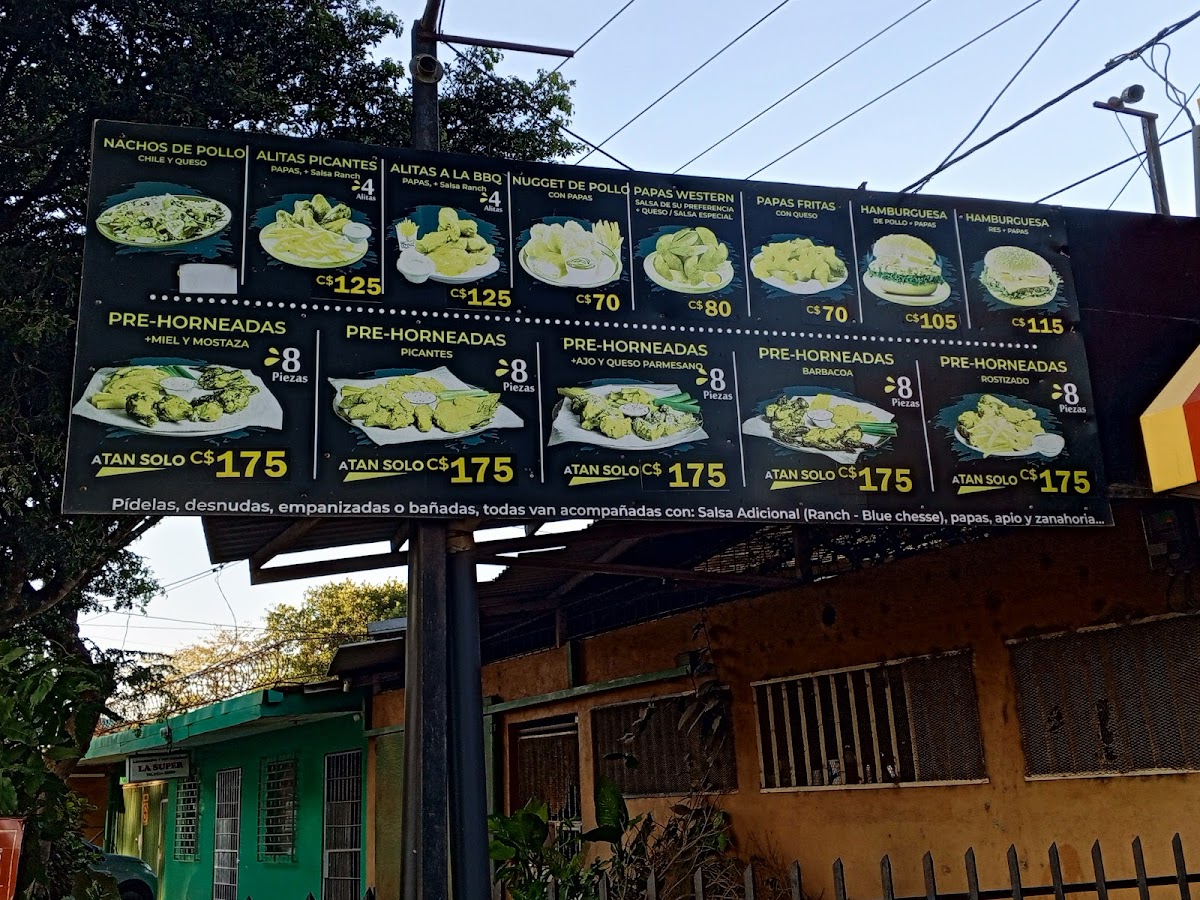 NACHOS DE POLLO
CHILE Y QUESO
ALITAS PICANTES
PAPAS, + Salsa Ranch
4
Alitas
C$125
ALITAS A LA BBQ
PAPAS, + Salsa Ranch
4
Alitas
C$125
NUGGET DE POLLO
CON PAPAS
C$70
PAPAS WESTERN
SALSA DE SU PREFERENCIA
+ QUESO / SALSA ESPECIAL
C$80
PAPAS FRITAS
CON QUESO
C$70
HAMBURGUESA
DE POLLO + PAPAS
C$105
HAMBURGUESA
RES + PAPAS
C$115
PRE-HORNEADAS
+MIEL Y MOSTAZA
8
Piezas
A TAN SOLO C$175
PRE-HORNEADAS
PICANTES
8
Piezas
A TAN SOLO C$175
PRE-HORNEADAS
+AJO Y QUESO PARMESANO
8
Piezas
A TAN SOLO C$175
PRE-HORNEADAS
BARBACOA
8
Piezas
A TAN SOLO C$175
PRE-HORNEADAS
ROSTIZADO
8
Piezas
A TAN SOLO C$175
Pídelas, desnudas, empanizadas o bañadas, todas van acompañadas con: Salsa Adicional (Ranch - Blue chesse), papas, apio y zanahoria...
LA SUPER